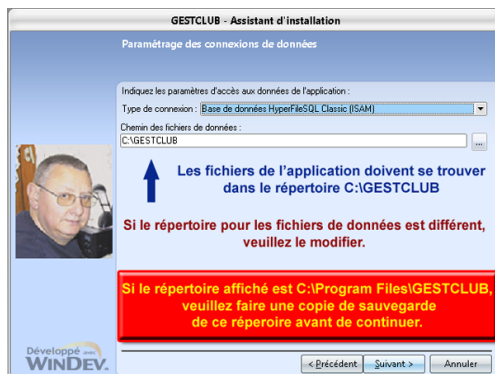 GESTCLUB - Assistant d'installation
Paramétrage des connexions de données
Indiquez les paramètres d'accès aux données de l'application :
Type de connexion : Base de données HyperFileSQL Classic (ISAM)
Chemin des fichiers de données :
C:\GESTCLUB
...
Les fichiers de l'application doivent se trouver
dans le répertoire C:\GESTCLUB
Si le répertoire pour les fichiers de données est différent,
veuillez le modifier.
Si le répertoire affiché est C:\Program Files\GESTCLUB,
veuillez faire une copie de sauvegarde
de ce réperoire avant de continuer.
Développé avec
WINDEV.
< Précédent
Suivant >
Annuler